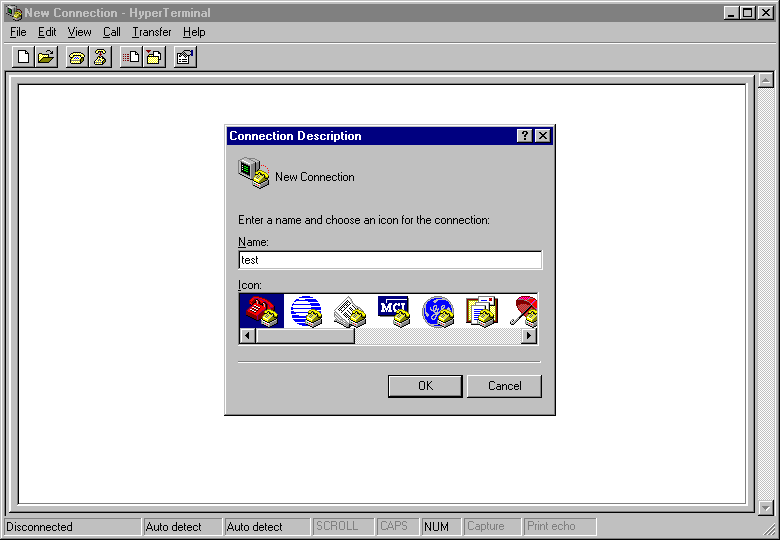 New Connection - HyperTerminal
File Edit View Call Transfer Help
Connection Description
New Connection
Enter a name and choose an icon for the connection:
Name:
test
Icon:
MCI
OK Cancel
Disconnected Auto detect Auto detect SCROLL CAPS NUM Capture Print echo